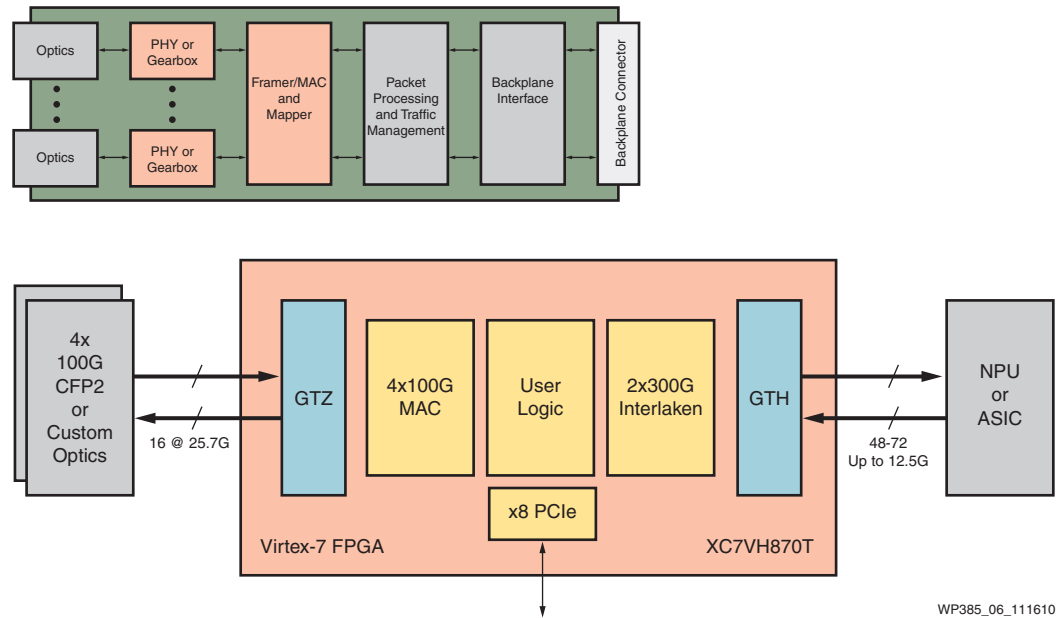 Optics
PHY or
Gearbox
Framer/MAC
and
Mapper
Packet
Processing
and Traffic
Management
Backplane
Interface
Backplane Connector
Optics
PHY or
Gearbox
4x
100G
CFP2
or
Custom
Optics
16 @ 25.7G
GTZ
4x100G
MAC
User
Logic
2x300G
Interlaken
GTH
x8 PCIe
Virtex-7 FPGA
XC7VH870T
48-72
Up to 12.5G
NPU
or
ASIC
WP385_06_111610